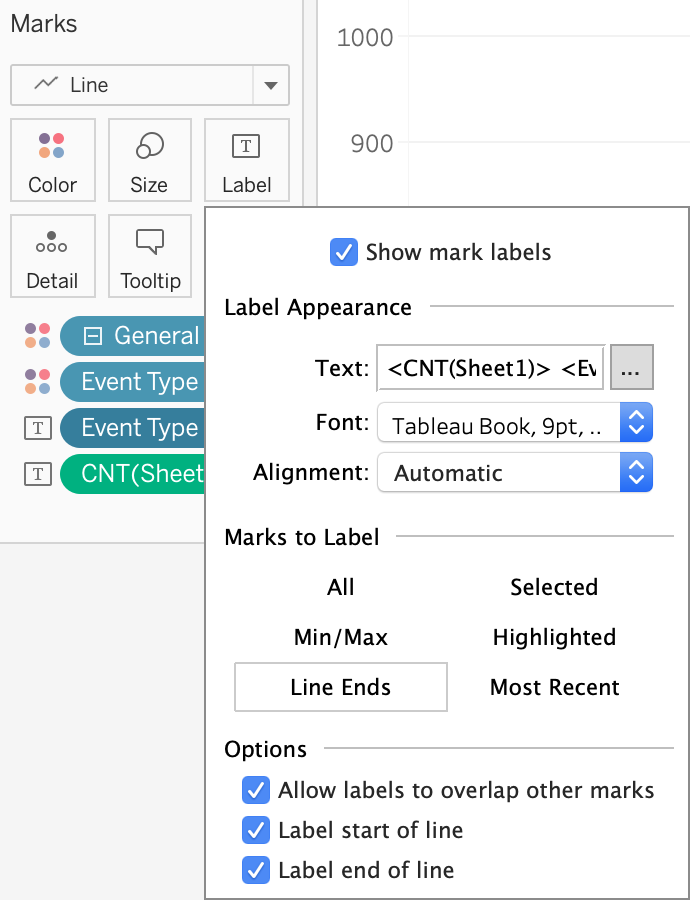 Marks
1000
Line
900
Color Size T Label
Detail Tooltip
Show mark labels
Label Appearance
General
Text: <CNT(Sheet1)> <Ev ...
Event Type
Font: Tableau Book, 9pt, ..
T Event Type
Alignment: Automatic
T CNT(Sheet
Marks to Label
All Selected
Min/Max Highlighted
Line Ends Most Recent
Options
Allow labels to overlap other marks
Label start of line
Label end of line